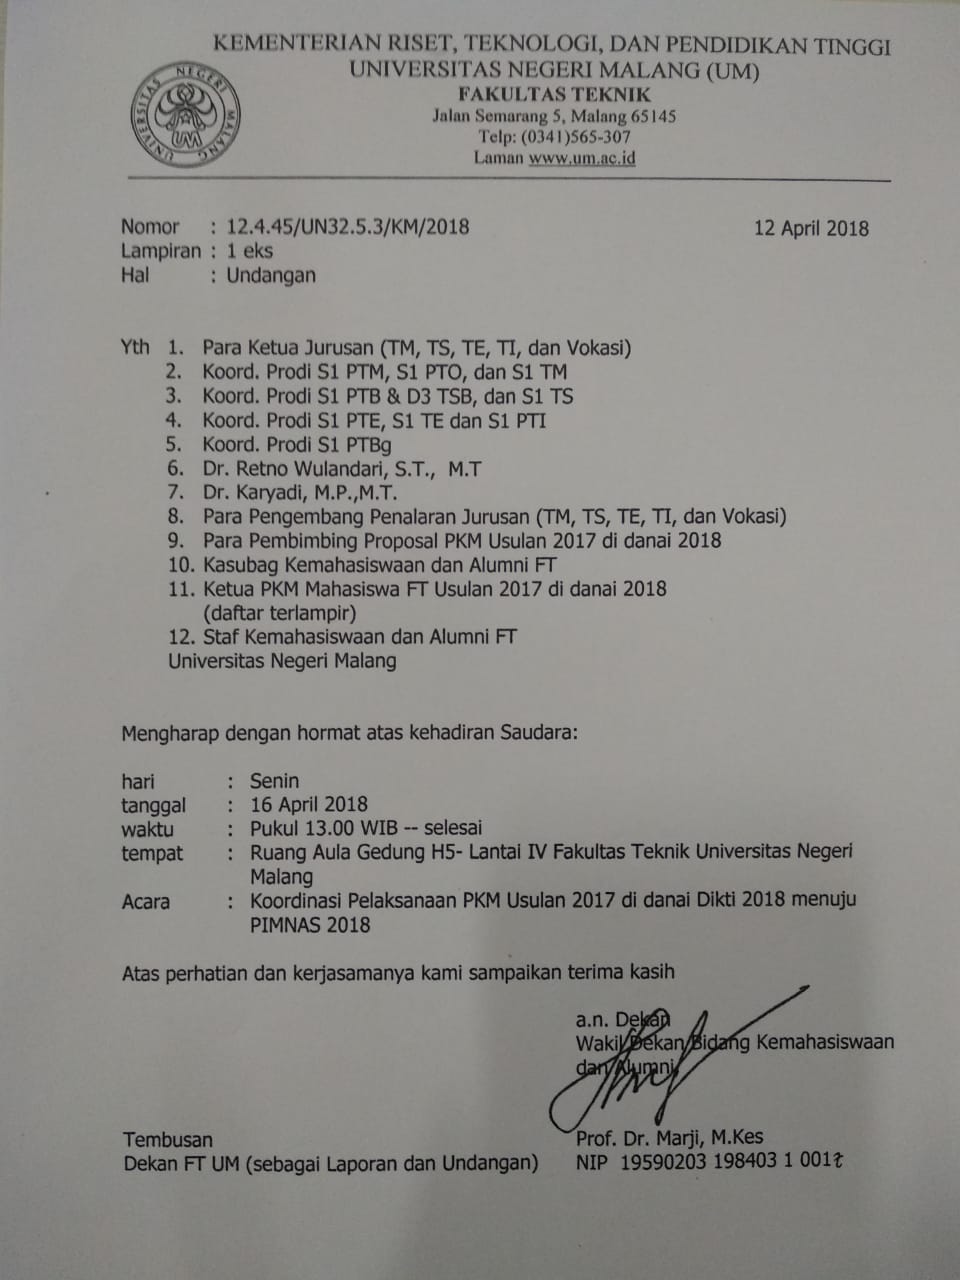 KEMENTERIAN RISET, TEKNOLOGI, DAN PENDIDIKAN TINGGI
UNIVERSITAS NEGERI MALANG (UM)
FAKULTAS TEKNIK
Jalan Semarang 5, Malang 65145
Telp: (0341)565-307
Laman www.um.ac.id
UNIVERSITAS NEGERI MALANG
UM
Nomor : 12.4.45/UN32.5.3/KM/2018 12 April 2018
Lampiran : 1 eks
Hal : Undangan
Yth 1. Para Ketua Jurusan (TM, TS, TE, TI, dan Vokasi)
2. Koord. Prodi S1 PTM, S1 PTO, dan S1 TM
3. Koord. Prodi S1 PTB & D3 TSB, dan S1 TS
4. Koord. Prodi S1 PTE, S1 TE dan S1 PTI
5. Koord. Prodi S1 PTBg
6. Dr. Retno Wulandari, S.T., M.T
7. Dr. Karyadi, M.P.,M.T.
8. Para Pengembang Penalaran Jurusan (TM, TS, TE, TI, dan Vokasi)
9. Para Pembimbing Proposal PKM Usulan 2017 di danai 2018
10. Kasubag Kemahasiswaan dan Alumni FT
11. Ketua PKM Mahasiswa FT Usulan 2017 di danai 2018
(daftar terlampir)
12. Staf Kemahasiswaan dan Alumni FT
Universitas Negeri Malang
Mengharap dengan hormat atas kehadiran Saudara:
hari : Senin
tanggal : 16 April 2018
waktu : Pukul 13.00 WIB -- selesai
tempat : Ruang Aula Gedung H5- Lantai IV Fakultas Teknik Universitas Negeri
Malang
Acara : Koordinasi Pelaksanaan PKM Usulan 2017 di danai Dikti 2018 menuju
PIMNAS 2018
Atas perhatian dan kerjasamanya kami sampaikan terima kasih
a.n. Dekan
Wakil Dekan Bidang Kemahasiswaan
dan Alumni
Tembusan Prof. Dr. Marji, M.Kes
Dekan FT UM (sebagai Laporan dan Undangan) NIP 19590203 198403 1 001